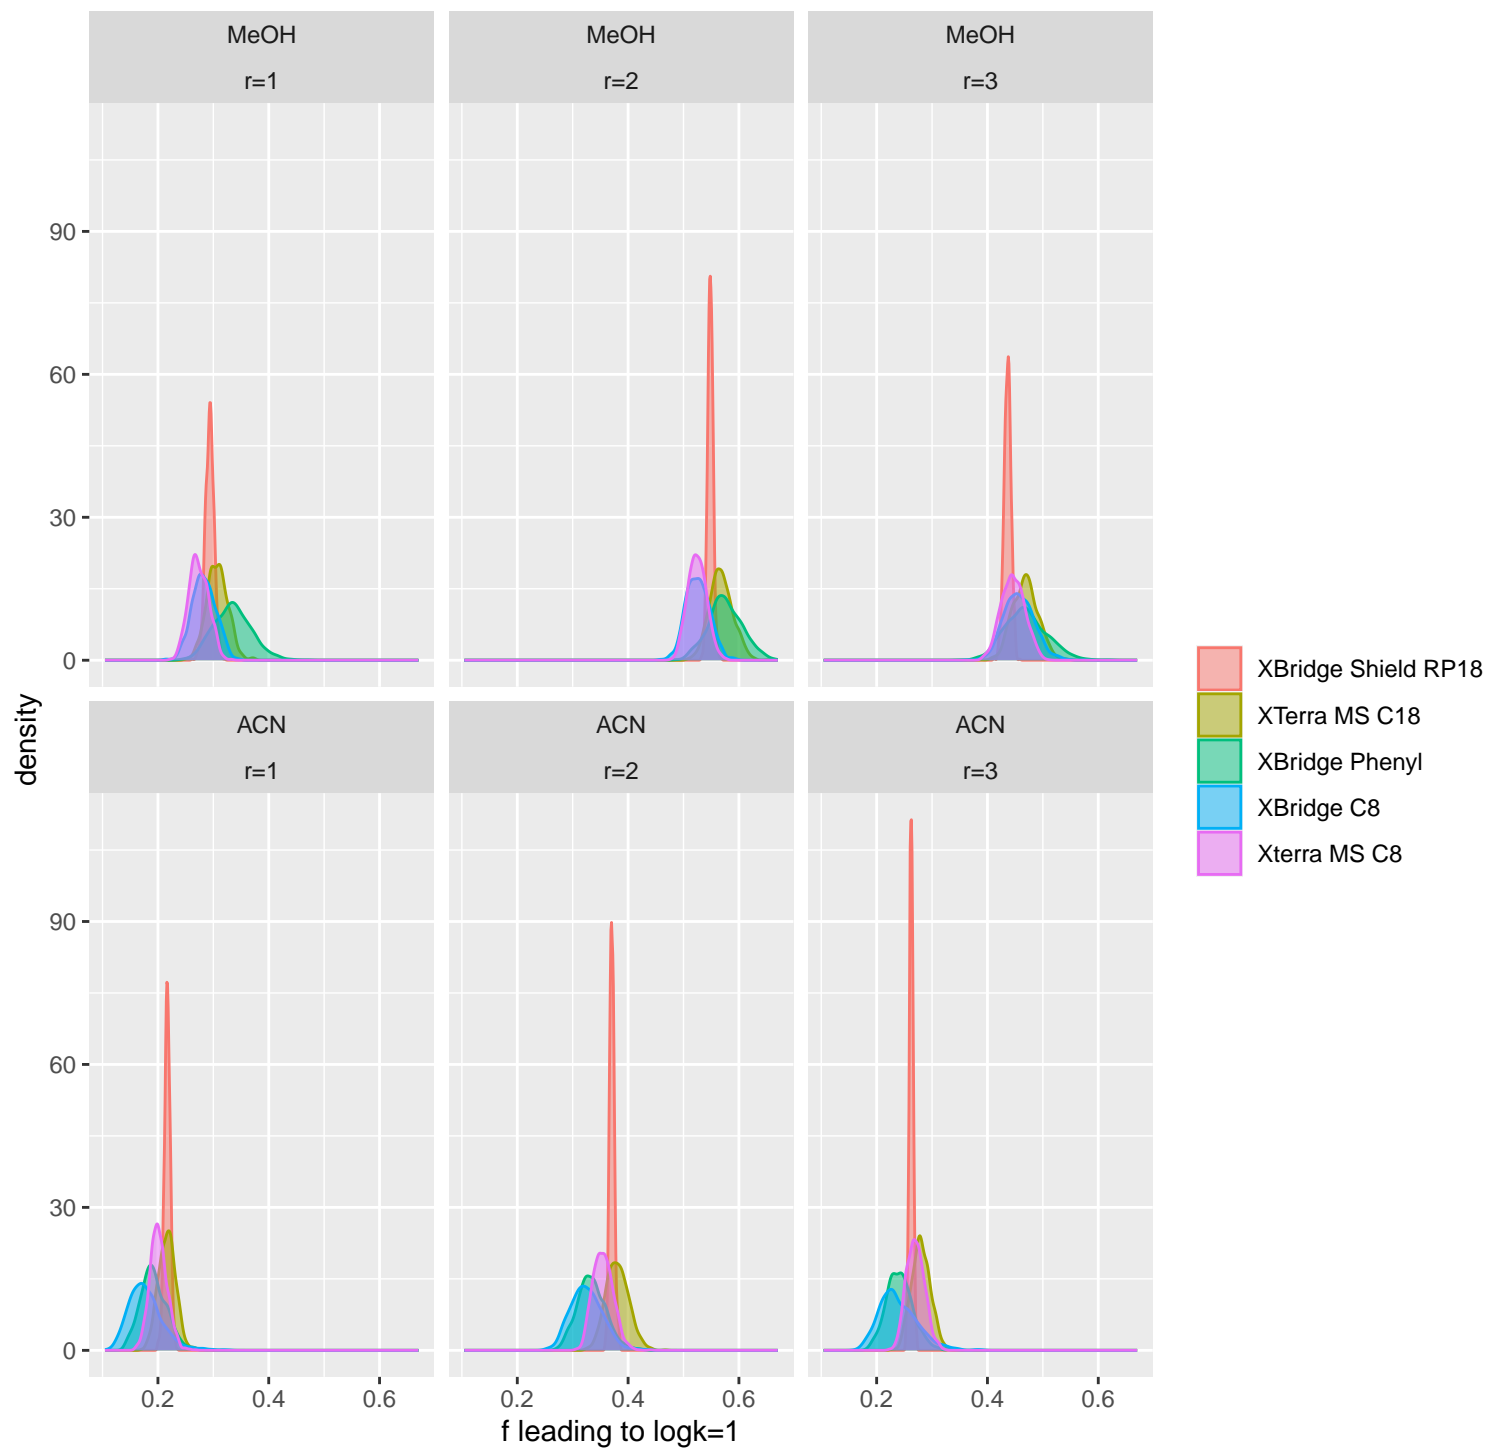 MeOH
MeOH
MeOH
r=1
r=2
r=3
90
60
30
0
density
ACN
ACN
ACN
r=1
r=2
r=3
90
60
30
0
0.2
0.4
0.6
0.2
0.4
0.6
0.2
0.4
0.6
f leading to logk=1
XBridge Shield RP18
XTerra MS C18
XBridge Phenyl
XBridge C8
Xterra MS C8